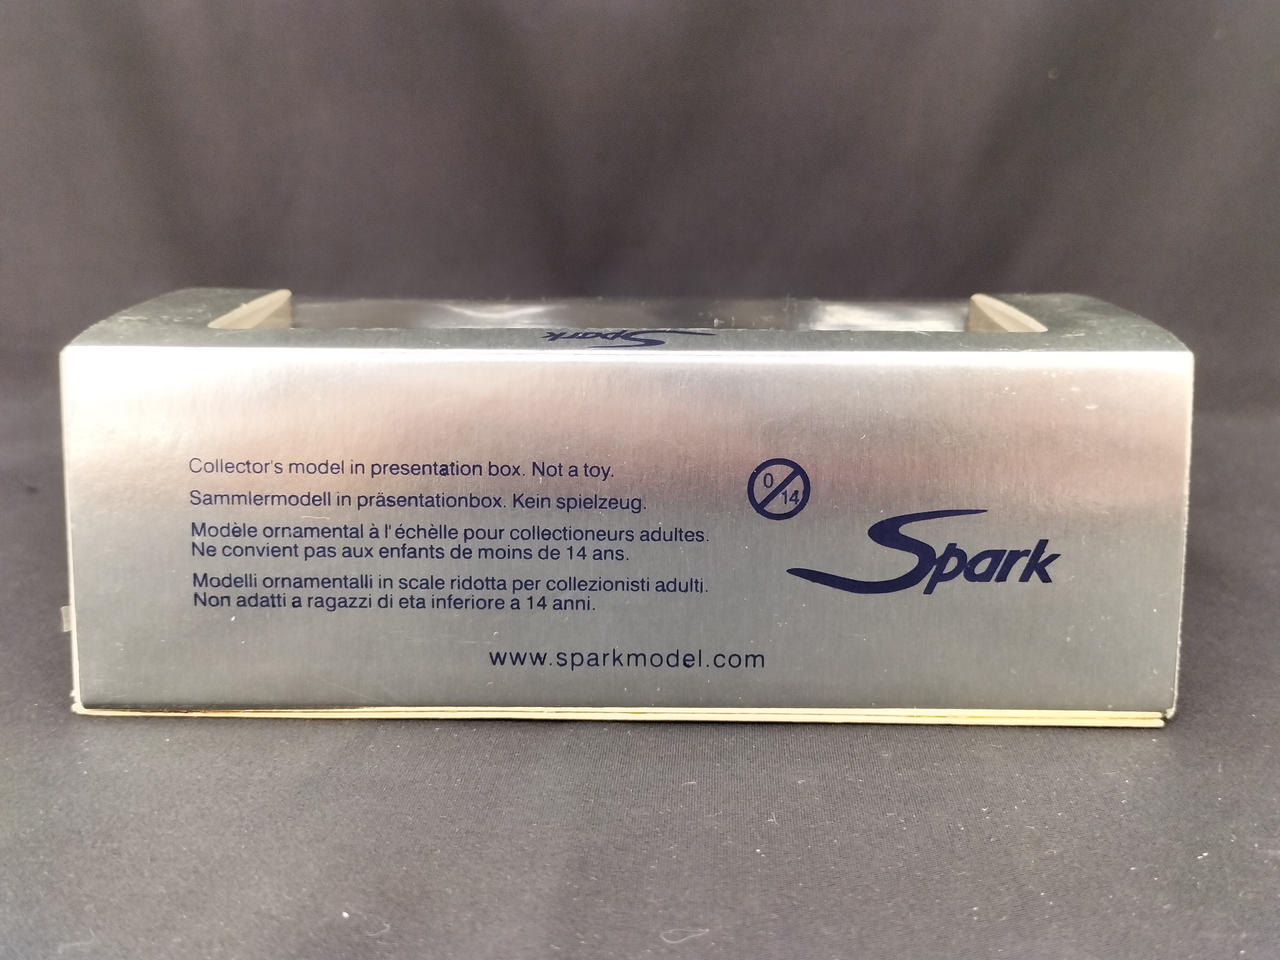 Spark
Collector's model in presentation box. Not a toy.
Sammlermodell in präsentationbox. Kein spielzeug.
Modèle ornamental à l'échèlle pour collectioneurs adultes.
Ne convient pas aux enfants de moins de 14 ans.
Modelli ornamentalli in scale ridotta per collezionisti adulti.
Non adatti a ragazzi di eta inferiore a 14 anni.
0
14
Spark
www.sparkmodel.com